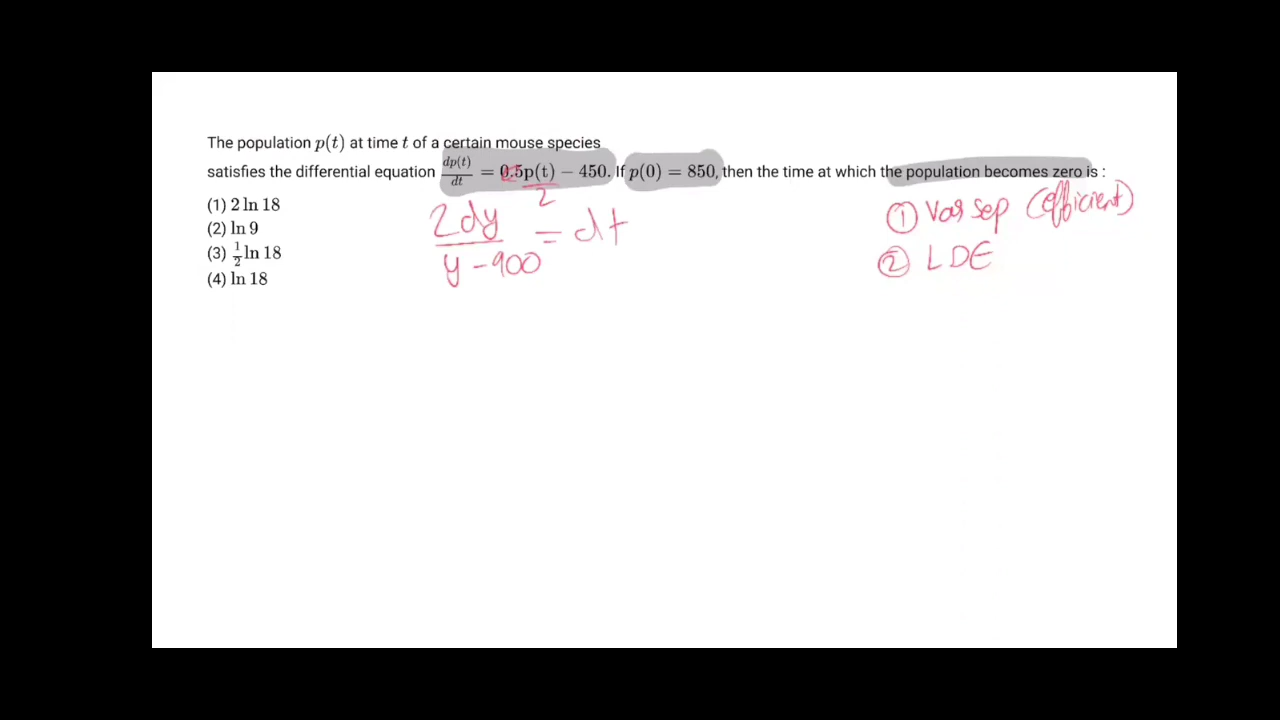 The population p(t) at time t of a certain mouse species
satisfies the differential equation dp(t)/dt = 0.5p(t) − 450. If p(0) = 850, then the time at which the population becomes zero is :
2
(1) 2 ln 18
(2) ln 9
(3) 1/2 ln 18
(4) ln 18
2dy/y - 900 = dt
① Var sep (efficient)
② LDE